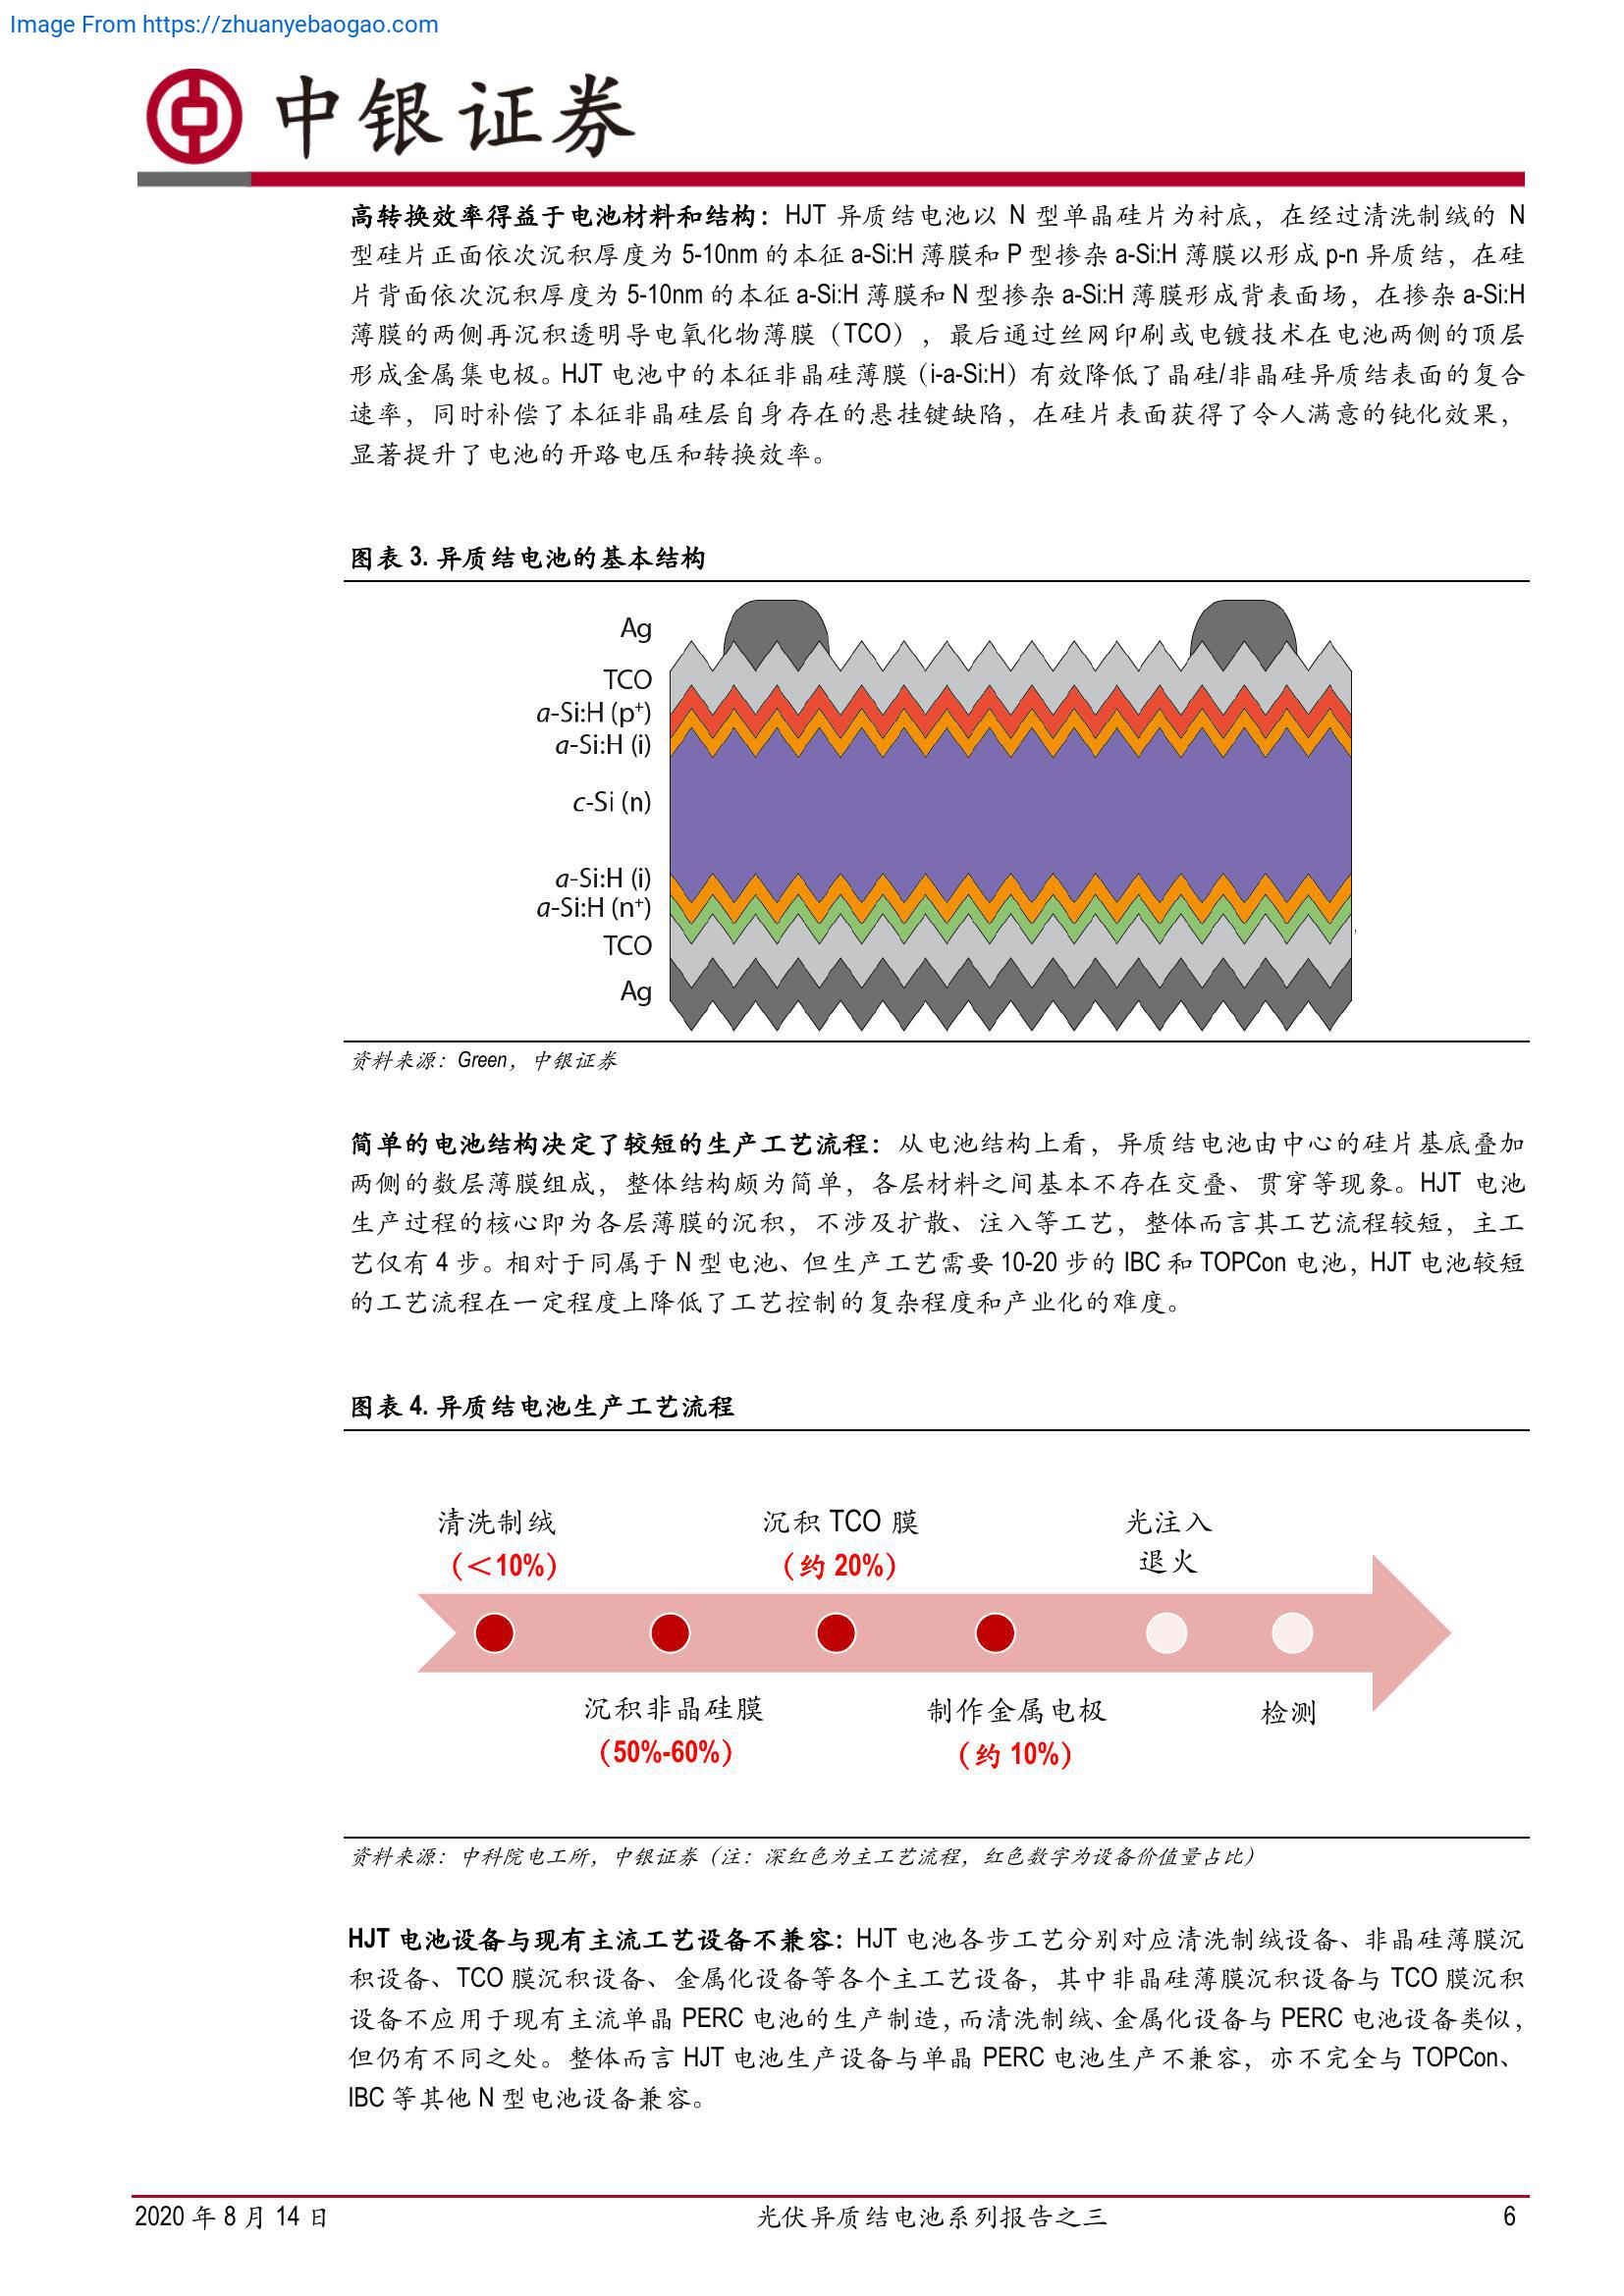 Image From https://zhuanyebaogao.com
中银证券
高转换效率得益于电池材料和结构：HJT 异质结电池以 N 型单晶硅片为衬底，在经过清洗制绒的 N
型硅片正面依次沉积厚度为 5-10nm 的本征 a-Si:H 薄膜和 P 型掺杂 a-Si:H 薄膜以形成 p-n 异质结，在硅
片背面依次沉积厚度为 5-10nm 的本征 a-Si:H 薄膜和 N 型掺杂 a-Si:H 薄膜形成背表面场，在掺杂 a-Si:H
薄膜的两侧再沉积透明导电氧化物薄膜（TCO），最后通过丝网印刷或电镀技术在电池两侧的顶层
形成金属集电极。HJT 电池中的本征非晶硅薄膜（i-a-Si:H）有效降低了晶硅/非晶硅异质结表面的复合
速率，同时补偿了本征非晶硅层自身存在的悬挂键缺陷，在硅片表面获得了令人满意的钝化效果，
显著提升了电池的开路电压和转换效率。
图表 3. 异质结电池的基本结构
Ag
TCO
a-Si:H (p⁺)
a-Si:H (i)
c-Si (n)
a-Si:H (i)
a-Si:H (n⁺)
TCO
Ag
资料来源：Green，中银证券
简单的电池结构决定了较短的生产工艺流程：从电池结构上看，异质结电池由中心的硅片基底叠加
两侧的数层薄膜组成，整体结构颇为简单，各层材料之间基本不存在交叠、贯穿等现象。HJT 电池
生产过程的核心即为各层薄膜的沉积，不涉及扩散、注入等工艺，整体而言其工艺流程较短，主工
艺仅有 4 步。相对于同属于 N 型电池、但生产工艺需要 10-20 步的 IBC 和 TOPCon 电池，HJT 电池较短
的工艺流程在一定程度上降低了工艺控制的复杂程度和产业化的难度。
图表 4. 异质结电池生产工艺流程
清洗制绒
（＜10%）
沉积 TCO 膜
（约 20%）
光注入
退火
沉积非晶硅膜
（50%-60%）
制作金属电极
（约 10%）
检测
资料来源：中科院电工所，中银证券（注：深红色为主工艺流程，红色数字为设备价值量占比）
HJT 电池设备与现有主流工艺设备不兼容：HJT 电池各步工艺分别对应清洗制绒设备、非晶硅薄膜沉
积设备、TCO 膜沉积设备、金属化设备等各个主工艺设备，其中非晶硅薄膜沉积设备与 TCO 膜沉积
设备不应用于现有主流单晶 PERC 电池的生产制造，而清洗制绒、金属化设备与 PERC 电池设备类似，
但仍有不同之处。整体而言 HJT 电池生产设备与单晶 PERC 电池生产不兼容，亦不完全与 TOPCon、
IBC 等其他 N 型电池设备兼容。
2020 年 8 月 14 日
光伏异质结电池系列报告之三
6